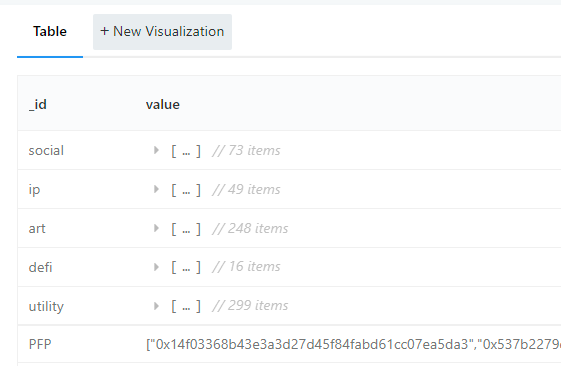 Table + New Visualization
_id value
social [ … ] // 73 items
ip [ … ] // 49 items
art [ … ] // 248 items
defi [ … ] // 16 items
utility [ … ] // 299 items
PFP ["0x14f03368b43e3a3d27d45f84fabd61cc07ea5da3","0x537b2279